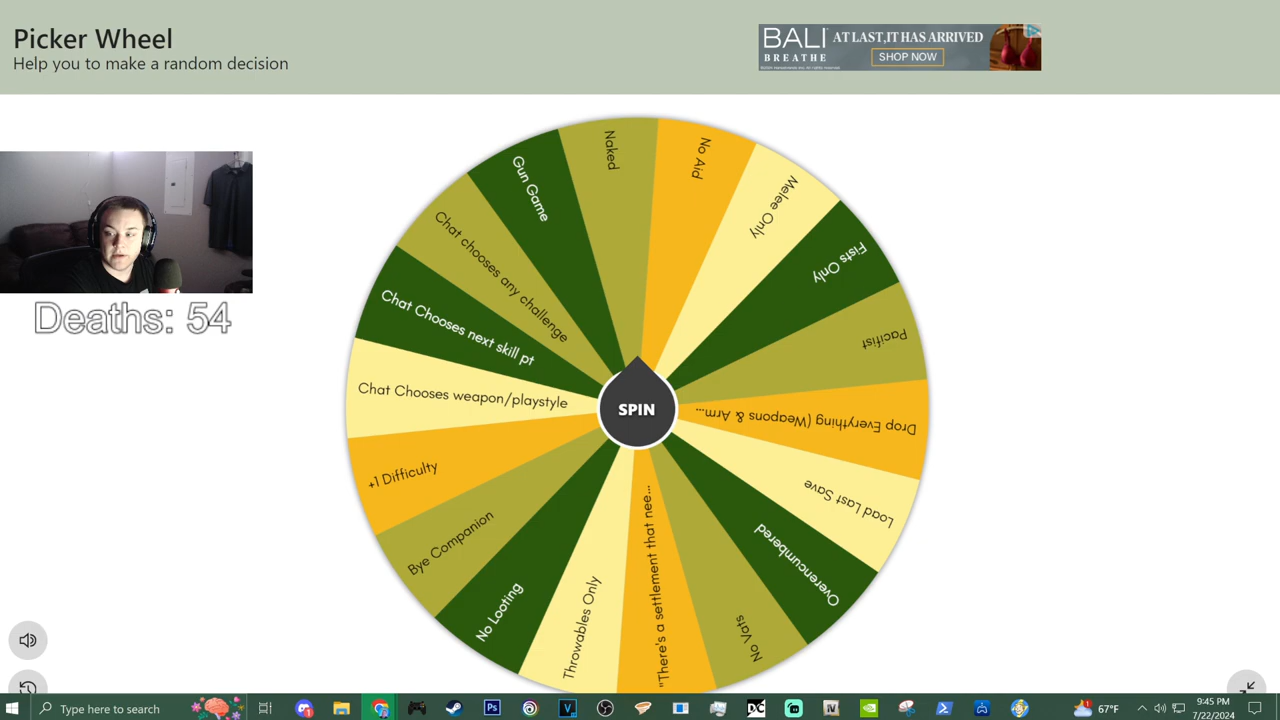 Picker Wheel
Help you to make a random decision
BALI
BREATHE
AT LAST, IT HAS ARRIVED
SHOP NOW
Deaths: 54
Naked
No Aid
Melee Only
Fists Only
Pacifist
Drop Everything (Weapons & Arm...
Load Last Save
Overencumbered
No Vats
"There's a settlement that nee...
Throwables Only
No Looting
Bye Companion
+1 Difficulty
Chat Chooses weapon/playstyle
Chat Chooses next skill pt
Chat chooses any challenge
Gun Game
SPIN
Type here to search
67°F
9:45 PM
7/22/2024